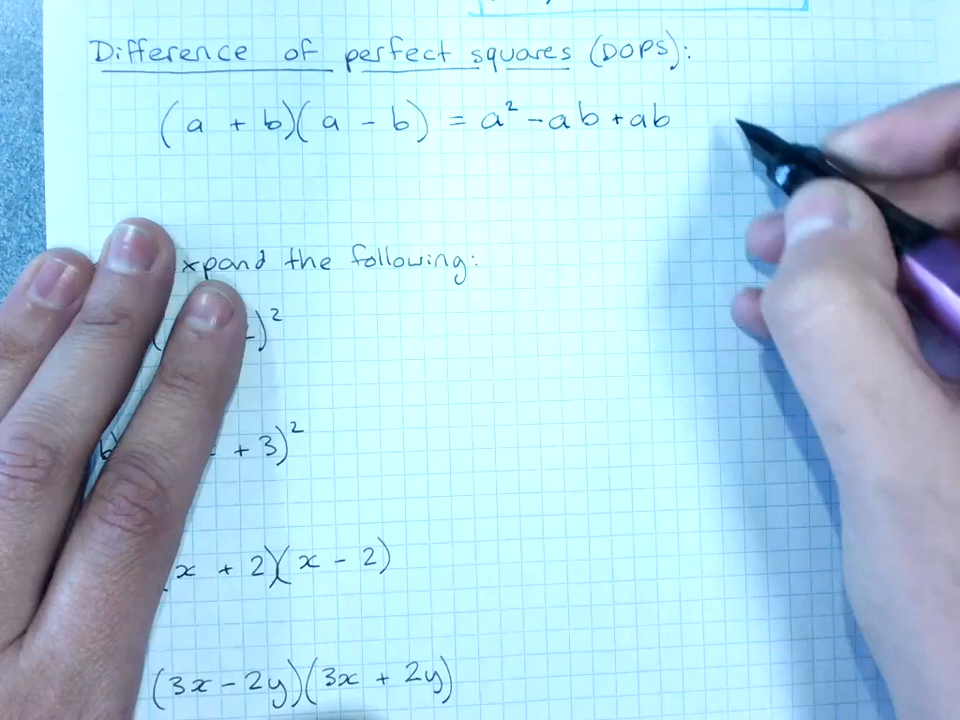 Difference of perfect squares (DOPS):
(a + b)(a - b) = a² - ab + ab
xpand the following:
)²
+ 3)²
(x + 2)(x - 2)
(3x - 2y)(3x + 2y)